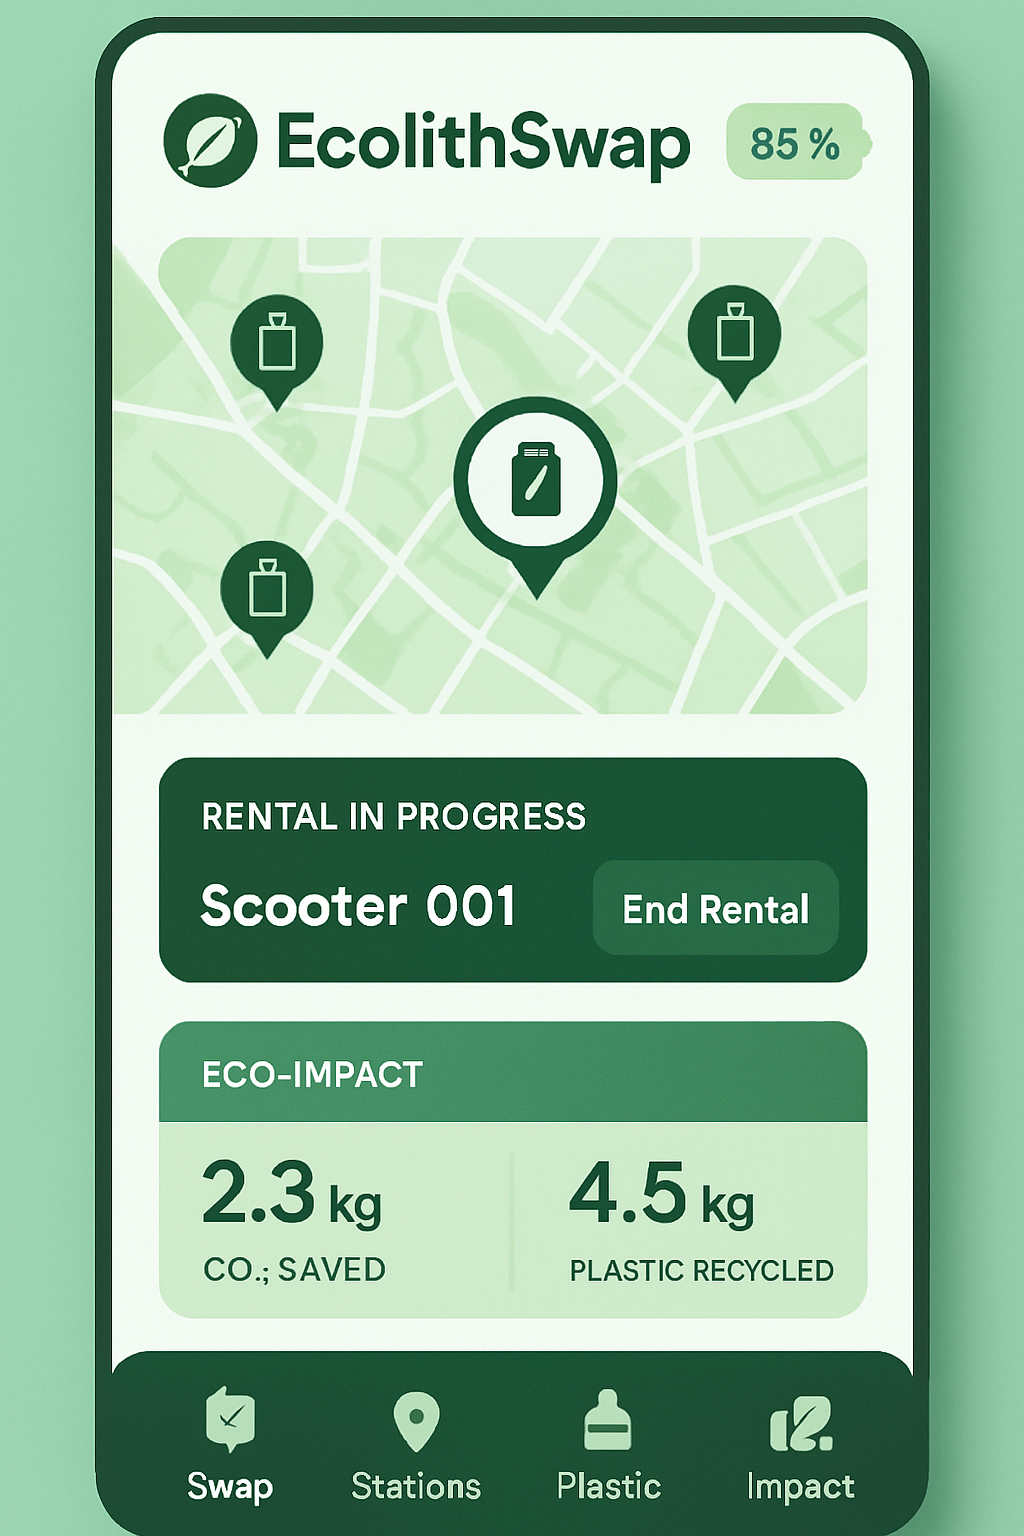 EcolithSwap
85 %
RENTAL IN PROGRESS
Scooter 001
End Rental
ECO-IMPACT
2.3 kg
CO.; SAVED
4.5 kg
PLASTIC RECYCLED
Swap
Stations
Plastic
Impact